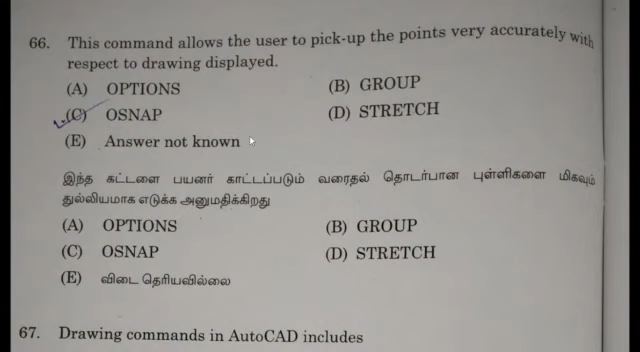 66. This command allows the user to pick-up the points very accurately with
respect to drawing displayed.
(A) OPTIONS (B) GROUP
(C) OSNAP (D) STRETCH
(E) Answer not known
இந்த கட்டளை பயனர் காட்டப்படும் வரைதல் தொடர்பான புள்ளிகளை மிகவும்
துல்லியமாக எடுக்க அனுமதிக்கிறது
(A) OPTIONS (B) GROUP
(C) OSNAP (D) STRETCH
(E) விடை தெரியவில்லை
67. Drawing commands in AutoCAD includes